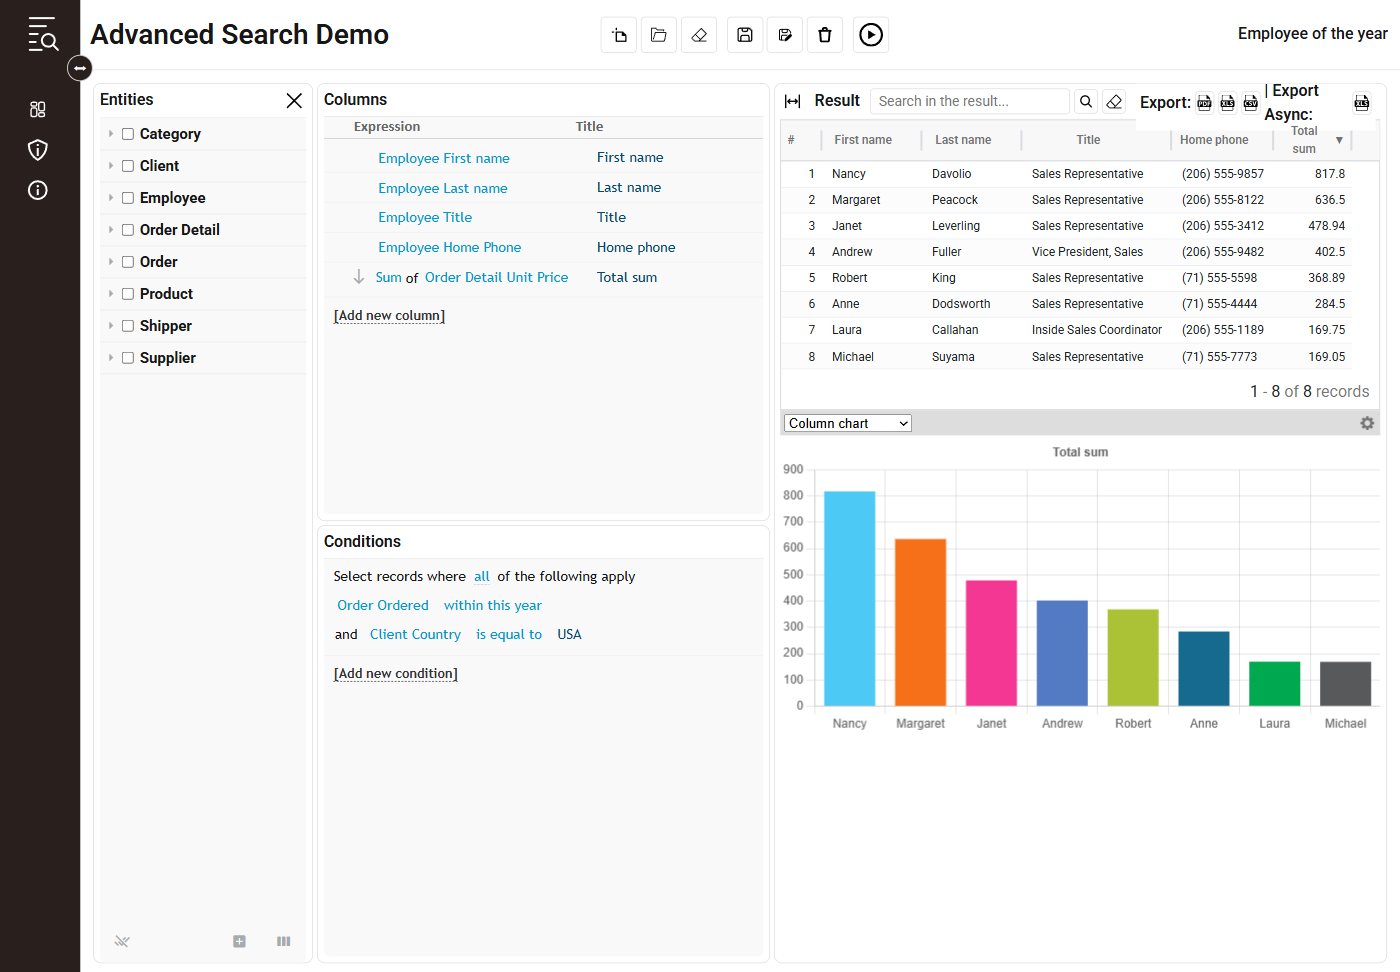 Advanced Search Demo
Employee of the year
Entities
Category
Client
Employee
Order Detail
Order
Product
Shipper
Supplier
Columns
Expression Title
Employee First name First name
Employee Last name Last name
Employee Title Title
Employee Home Phone Home phone
Sum of Order Detail Unit Price Total sum
[Add new column]
Conditions
Select records where all of the following apply
Order Ordered within this year
and Client Country is equal to USA
[Add new condition]
Result Search in the result... Export: PDF XLS CSV | Export
Async: XLS
# First name Last name Title Home phone Total
sum
1 Nancy Davolio Sales Representative (206) 555-9857 817.8
2 Margaret Peacock Sales Representative (206) 555-8122 636.5
3 Janet Leverling Sales Representative (206) 555-3412 478.94
4 Andrew Fuller Vice President, Sales (206) 555-9482 402.5
5 Robert King Sales Representative (71) 555-5598 368.89
6 Anne Dodsworth Sales Representative (71) 555-4444 284.5
7 Laura Callahan Inside Sales Coordinator (206) 555-1189 169.75
8 Michael Suyama Sales Representative (71) 555-7773 169.05
1 - 8 of 8 records
Column chart
Total sum
900
800
700
600
500
400
300
200
100
0
Nancy Margaret Janet Andrew Robert Anne Laura Michael